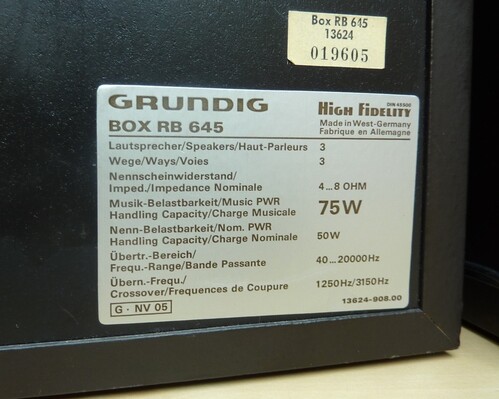 Box RB 645
13624
019605
GRUNDIG
BOX RB 645
HIGH FIDELITY
DIN 45500
Made in West-Germany
Fabrique en Allemagne
Lautsprecher/Speakers/Haut-Parleurs 3
Wege/Ways/Voies 3
Nennscheinwiderstand/
Imped./Impedance Nominale 4...8 OHM
Musik-Belastbarkeit/Music PWR
Handling Capacity/Charge Musicale 75W
Nenn-Belastbarkeit/Nom. PWR
Handling Capacity/Charge Nominale 50W
Übertr.-Bereich/
Frequ.-Range/Bande Passante 40...20000Hz
Übern.-Frequ./
Crossover/Frequences de Coupure 1250Hz/3150Hz
G · NV 05
13624-908.00